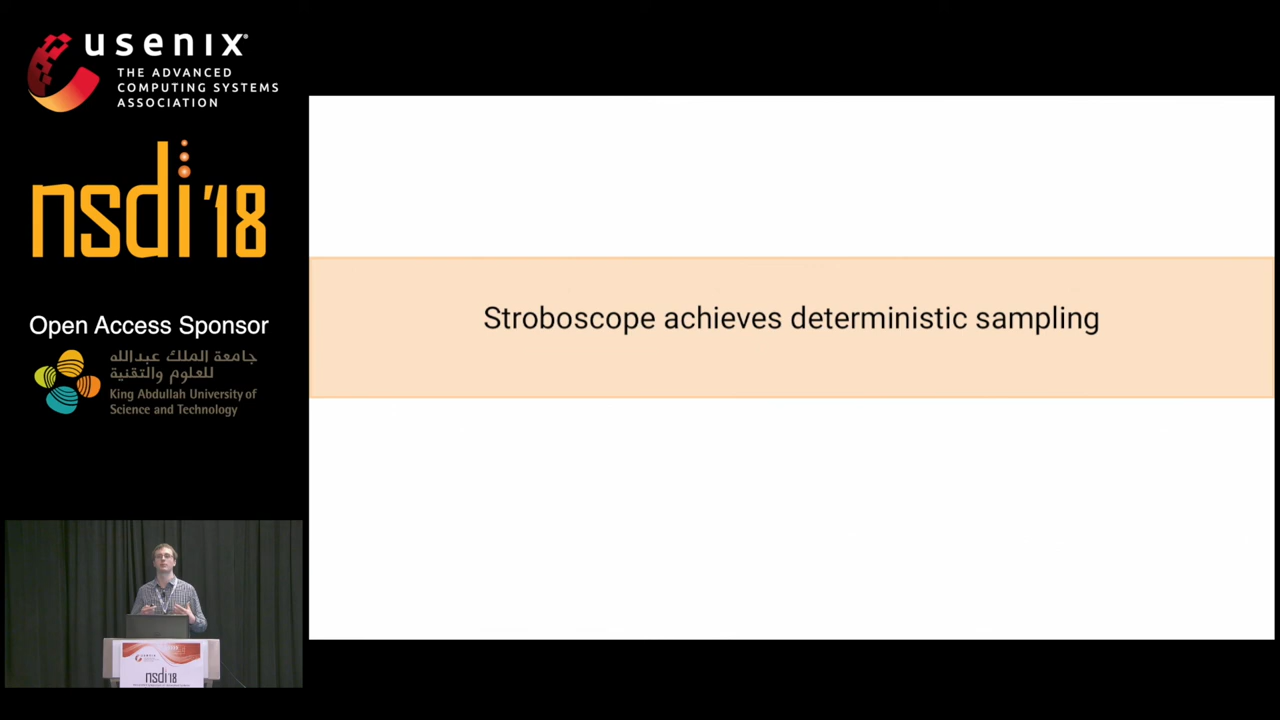 USENIX
THE ADVANCED
COMPUTING SYSTEMS
ASSOCIATION
nsdi '18
Open Access Sponsor
جامعة الملك عبدالله
للعلوم والتقنية
King Abdullah University of
Science and Technology
Stroboscope achieves deterministic sampling
USENIX
nsdi'18